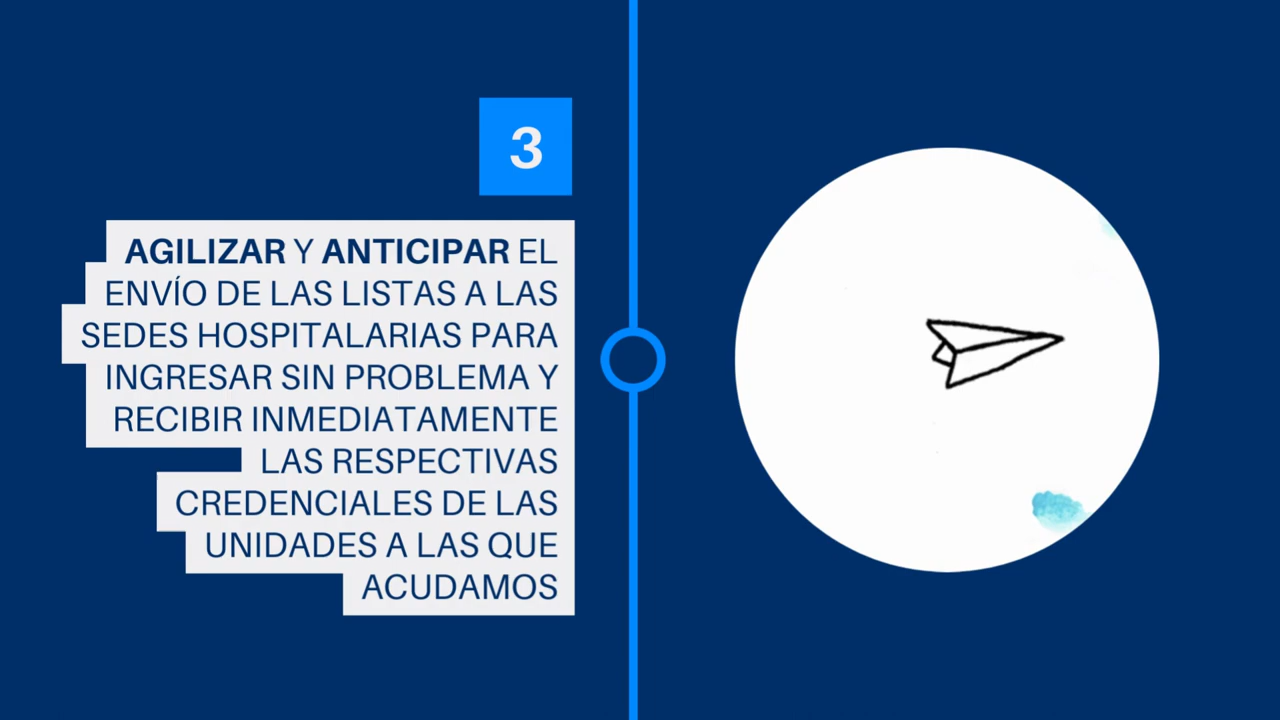 3
AGILIZAR Y ANTICIPAR EL
ENVÍO DE LAS LISTAS A LAS
SEDES HOSPITALARIAS PARA
INGRESAR SIN PROBLEMA Y
RECIBIR INMEDIATAMENTE
LAS RESPECTIVAS
CREDENCIALES DE LAS
UNIDADES A LAS QUE
ACUDAMOS